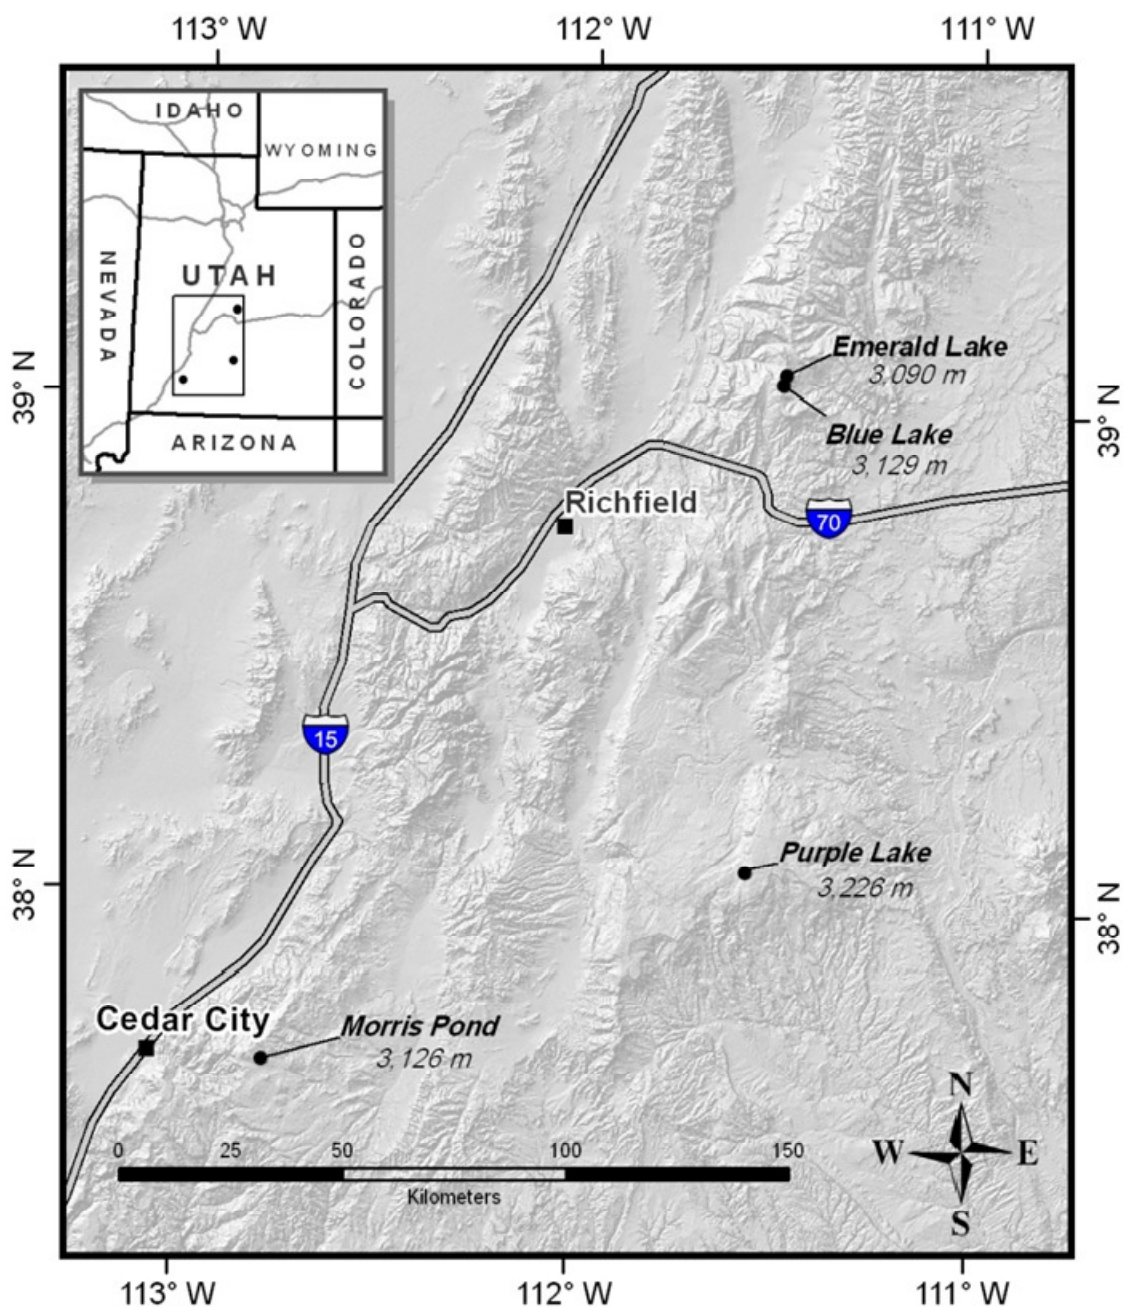 113° W 112° W 111° W
IDAHO
WYOMING
NEVADA
UTAH
COLORADO
ARIZONA
39° N
39° N
Emerald Lake
3,090 m
Blue Lake
3,129 m
Richfield
70
15
38° N
38° N
Purple Lake
3,226 m
Cedar City
Morris Pond
3,126 m
0 25 50 100 150
Kilometers
N
W E
S
113° W 112° W 111° W